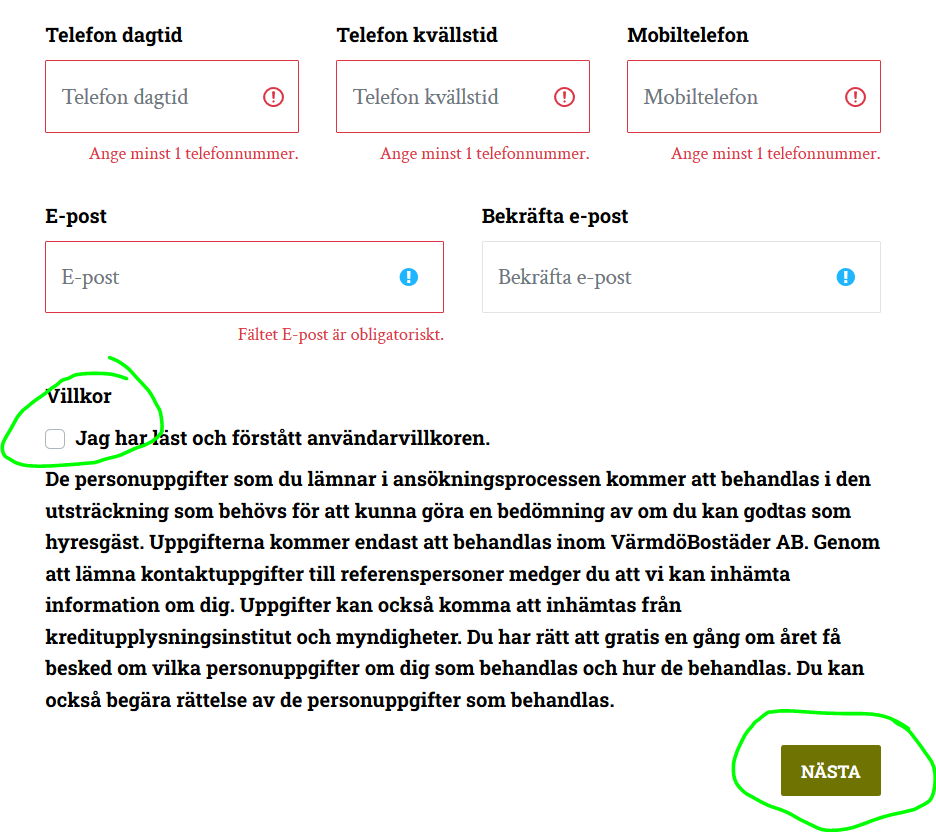 Telefon dagtid Telefon kvällstid Mobiltelefon
Telefon dagtid Telefon kvällstid Mobiltelefon
Ange minst 1 telefonnummer. Ange minst 1 telefonnummer. Ange minst 1 telefonnummer.
E-post Bekräfta e-post
E-post Bekräfta e-post
Fältet E-post är obligatoriskt.
Villkor
Jag har läst och förstått användarvillkoren.
De personuppgifter som du lämnar i ansökningsprocessen kommer att behandlas i den
utsträckning som behövs för att kunna göra en bedömning av om du kan godtas som
hyresgäst. Uppgifterna kommer endast att behandlas inom VärmdöBostäder AB. Genom
att lämna kontaktuppgifter till referenspersoner medger du att vi kan inhämta
information om dig. Uppgifter kan också komma att inhämtas från
kreditupplysningsinstitut och myndigheter. Du har rätt att gratis en gång om året få
besked om vilka personuppgifter om dig som behandlas och hur de behandlas. Du kan
också begära rättelse av de personuppgifter som behandlas.
NÄSTA